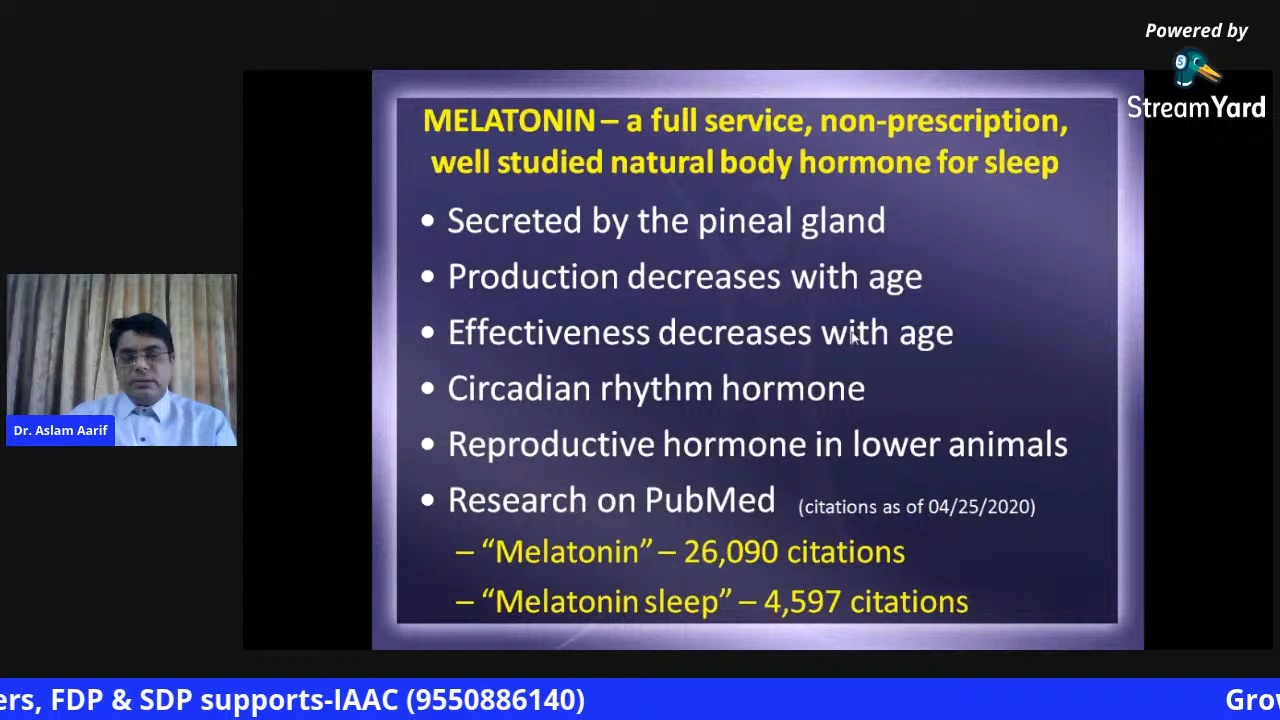 Powered by
StreamYard
MELATONIN – a full service, non-prescription,
well studied natural body hormone for sleep
• Secreted by the pineal gland
• Production decreases with age
• Effectiveness decreases with age
• Circadian rhythm hormone
• Reproductive hormone in lower animals
• Research on PubMed (citations as of 04/25/2020)
– “Melatonin” – 26,090 citations
– “Melatonin sleep” – 4,597 citations
Dr. Aslam Aarif
ers, FDP & SDP supports-IAAC (9550886140)
Grov